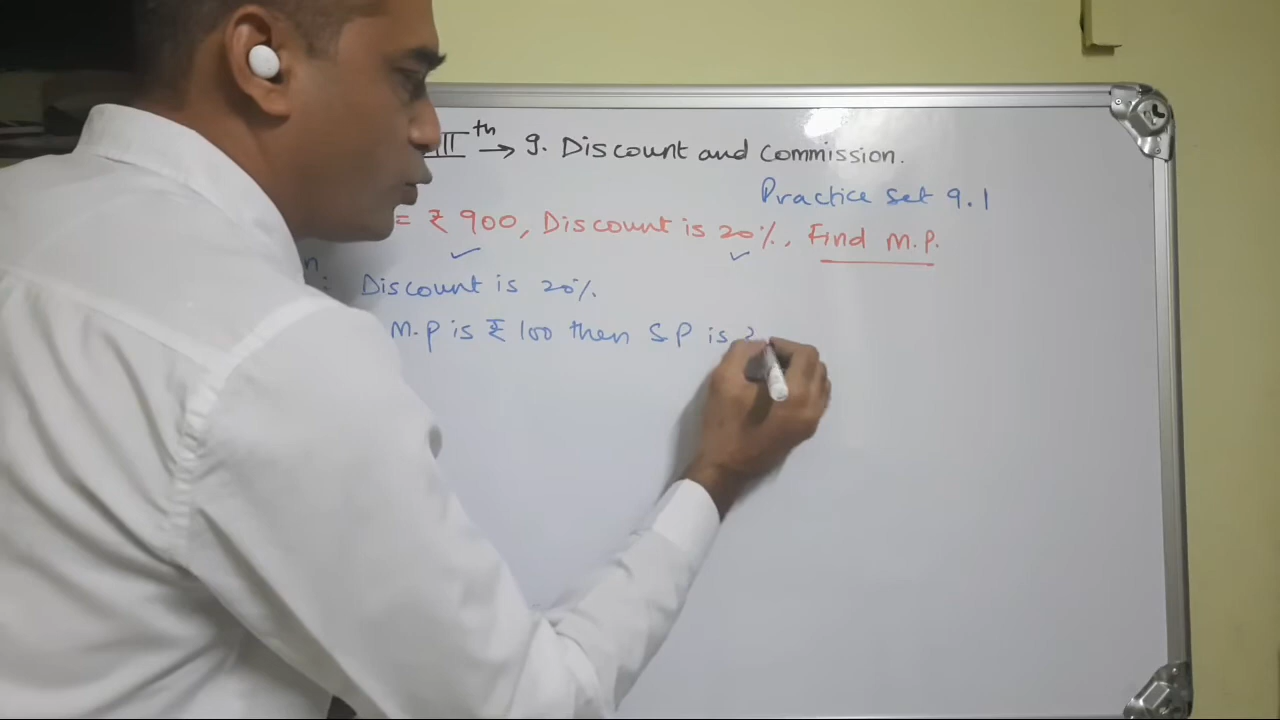 IIth → 9. Discount and Commission.
Practice Set 9.1
= ₹ 900, Discount is 20%. Find M.P.
n : Discount is 20%.
M.P is ₹ 100 then S.P is